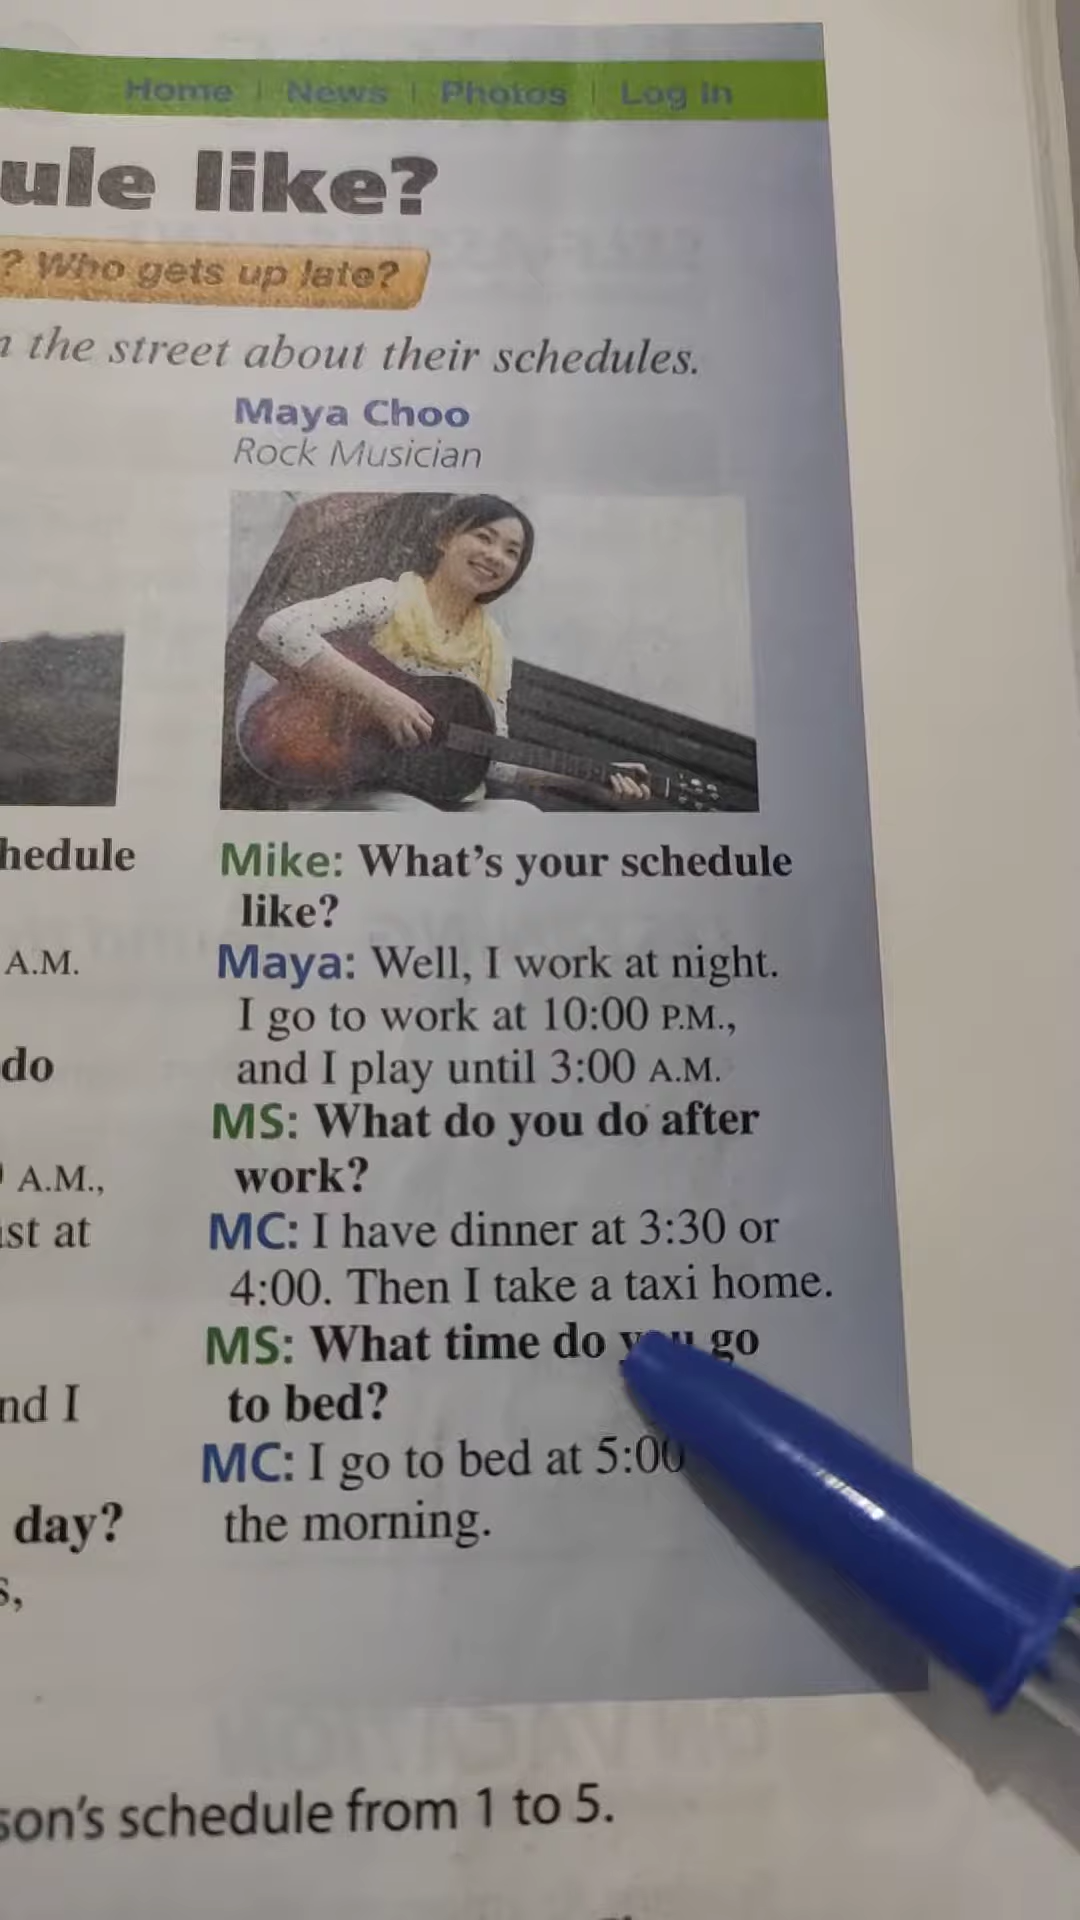 Home | News | Photos | Log In
ule like?
? Who gets up late?
the street about their schedules.
Maya Choo
Rock Musician
hedule
A.M.
do
A.M.,
st at
nd I
day?
s,
Mike: What's your schedule
like?
Maya: Well, I work at night.
I go to work at 10:00 P.M.,
and I play until 3:00 A.M.
MS: What do you do after
work?
MC: I have dinner at 3:30 or
4:00. Then I take a taxi home.
MS: What time do you go
to bed?
MC: I go to bed at 5:00
the morning.
son's schedule from 1 to 5.